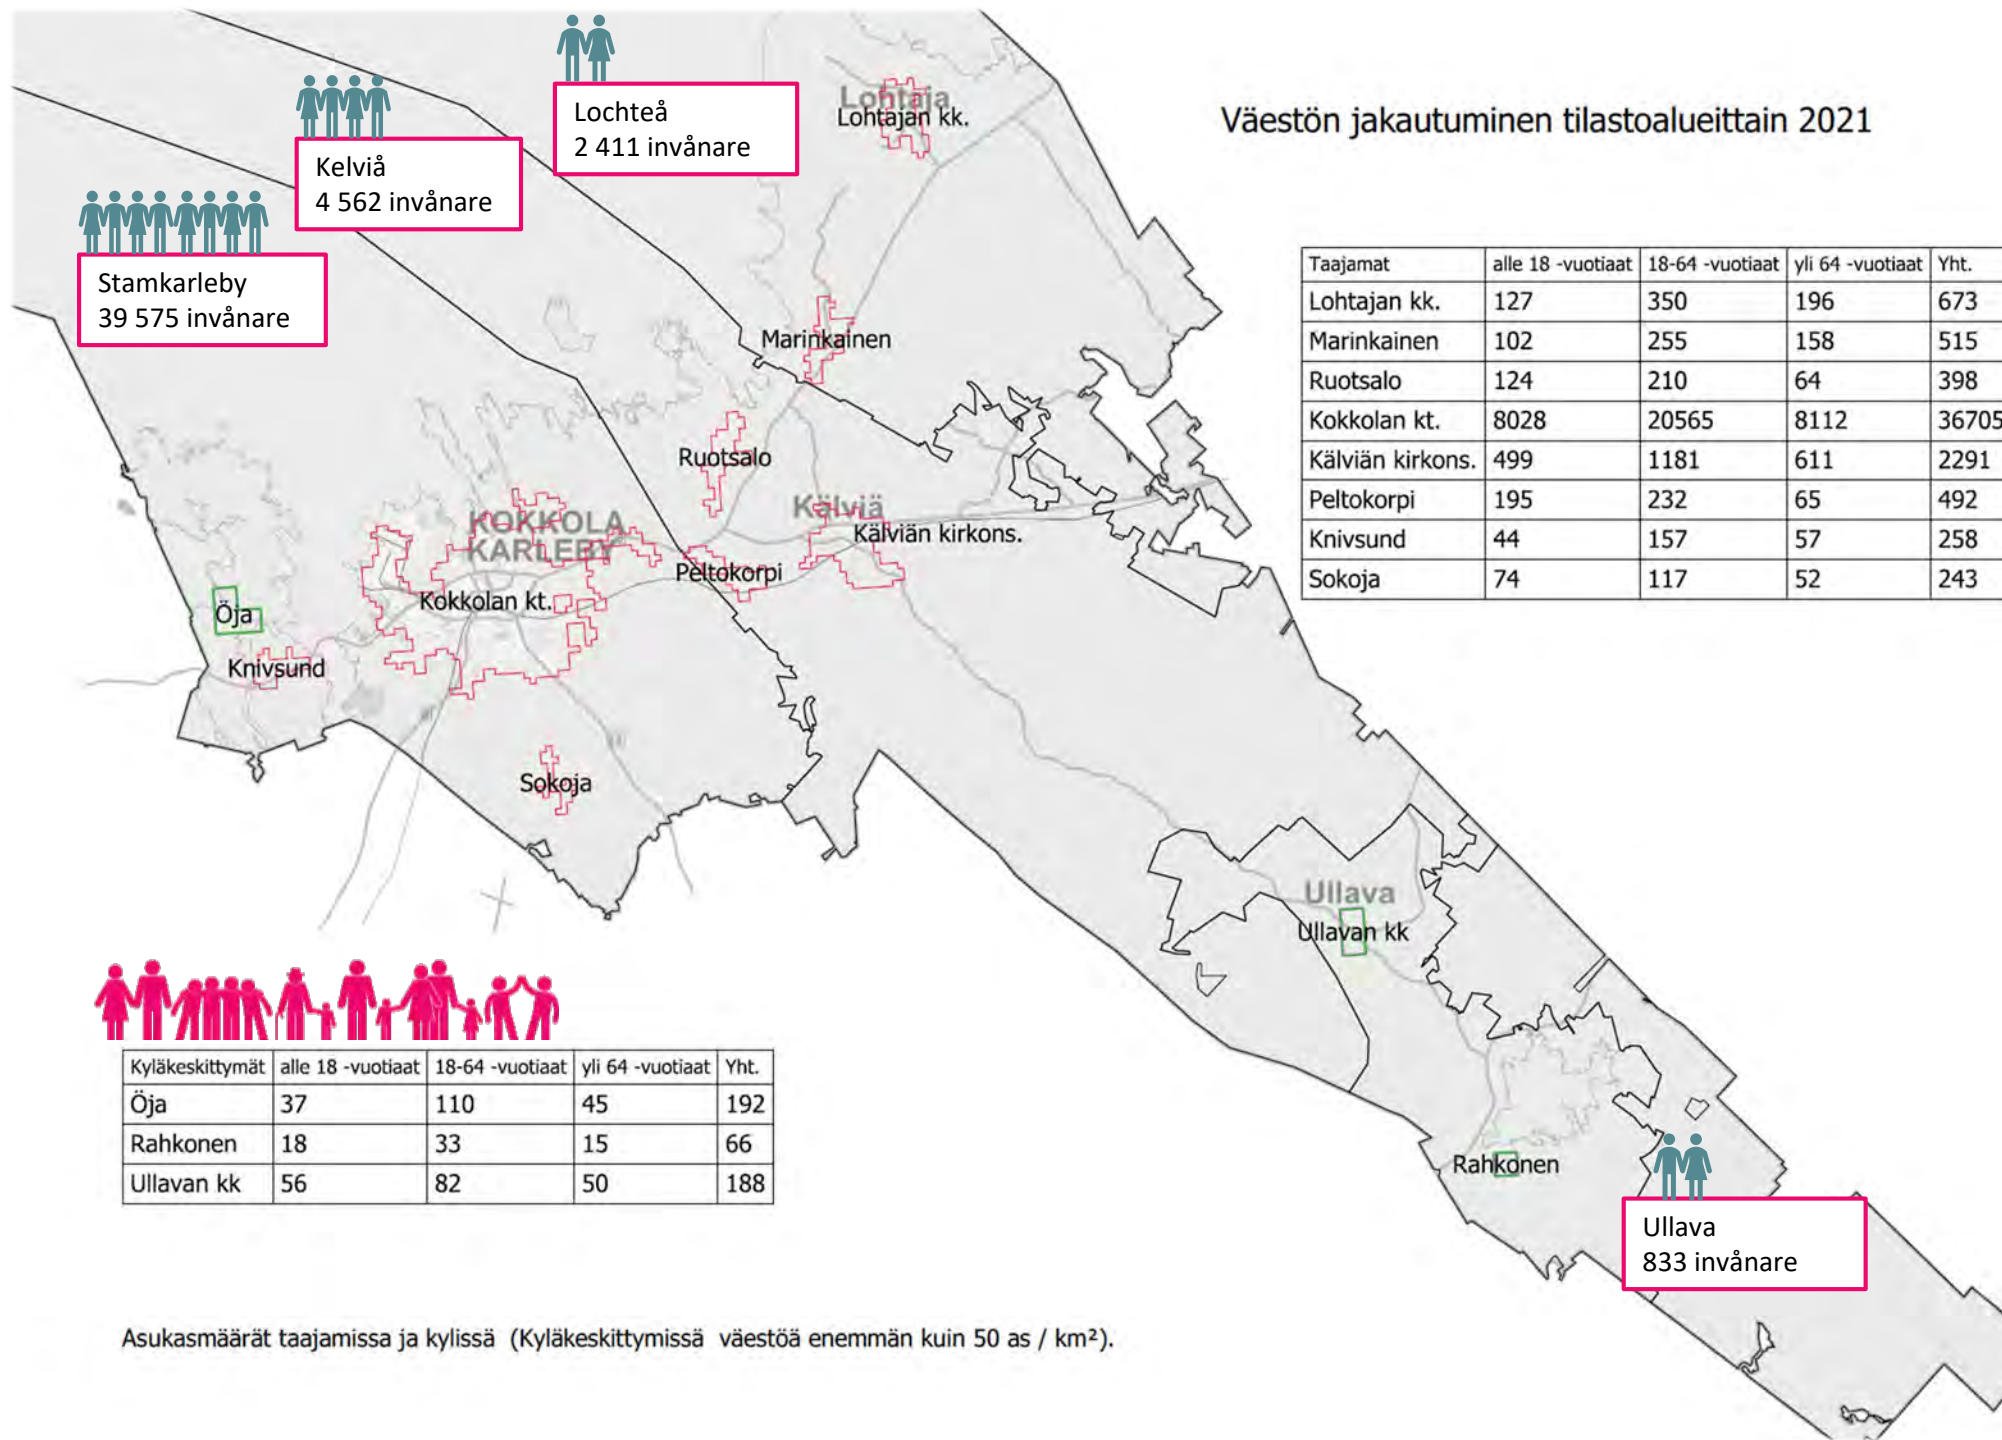 Väestön jakautuminen tilastoalueittain 2021
Lochteå
2 411 invånare
Kelviå
4 562 invånare
Stamkarleby
39 575 invånare
Lohtaja
Lohtajan kk.
Marinkainen
Ruotsalo
Kälviä
Kälviän kirkons.
KOKKOLA
KARLEBY
Peltokorpi
Kokkolan kt.
Öja
Knivsund
Sokoja
Ullava
Ullavan kk
Rahkonen
Ullava
833 invånare
Taajamat alle 18 -vuotiaat 18-64 -vuotiaat yli 64 -vuotiaat Yht.
Lohtajan kk. 127 350 196 673
Marinkainen 102 255 158 515
Ruotsalo 124 210 64 398
Kokkolan kt. 8028 20565 8112 36705
Kälviän kirkons. 499 1181 611 2291
Peltokorpi 195 232 65 492
Knivsund 44 157 57 258
Sokoja 74 117 52 243
Kyläkeskittymät alle 18 -vuotiaat 18-64 -vuotiaat yli 64 -vuotiaat Yht.
Öja 37 110 45 192
Rahkonen 18 33 15 66
Ullavan kk 56 82 50 188
Asukasmäärät taajamissa ja kylissä (Kyläkeskittymissä väestöä enemmän kuin 50 as / km²).